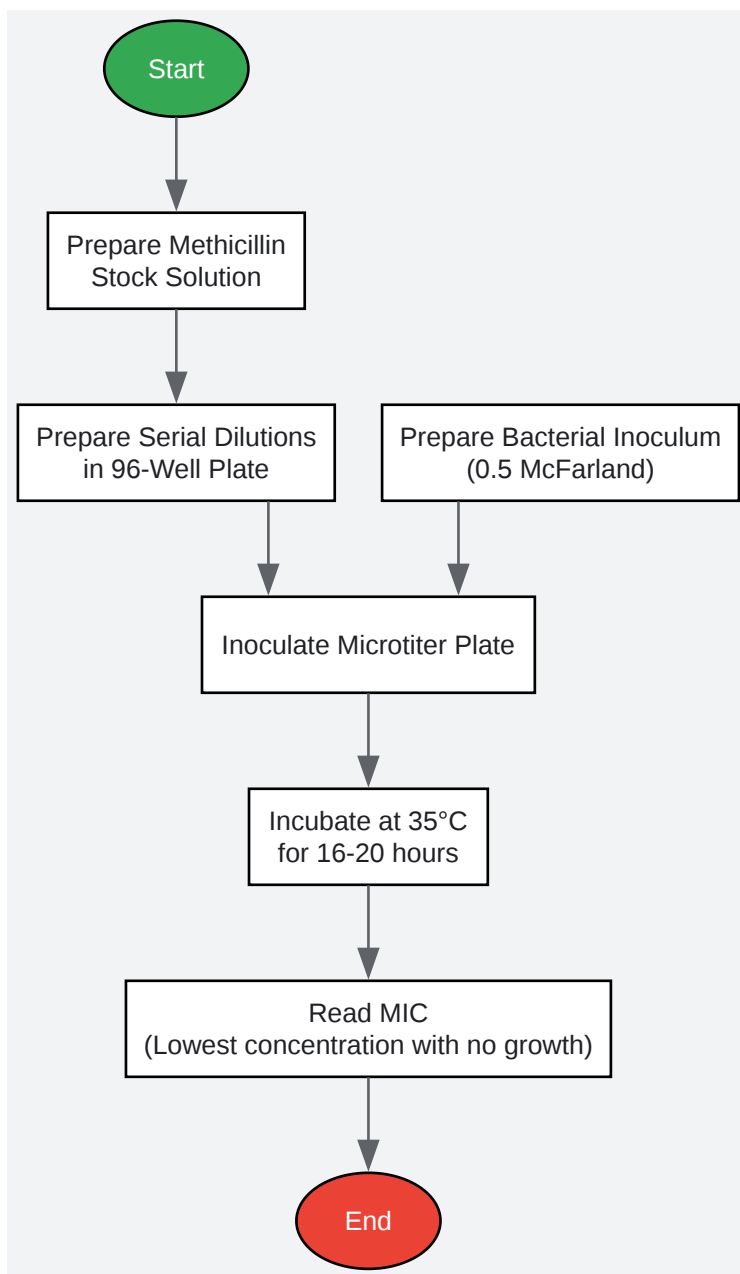 Start
Prepare Methicillin
Stock Solution
Prepare Serial Dilutions
in 96-Well Plate
Prepare Bacterial Inoculum
(0.5 McFarland)
Inoculate Microtiter Plate
Incubate at 35°C
for 16-20 hours
Read MIC
(Lowest concentration with no growth)
End